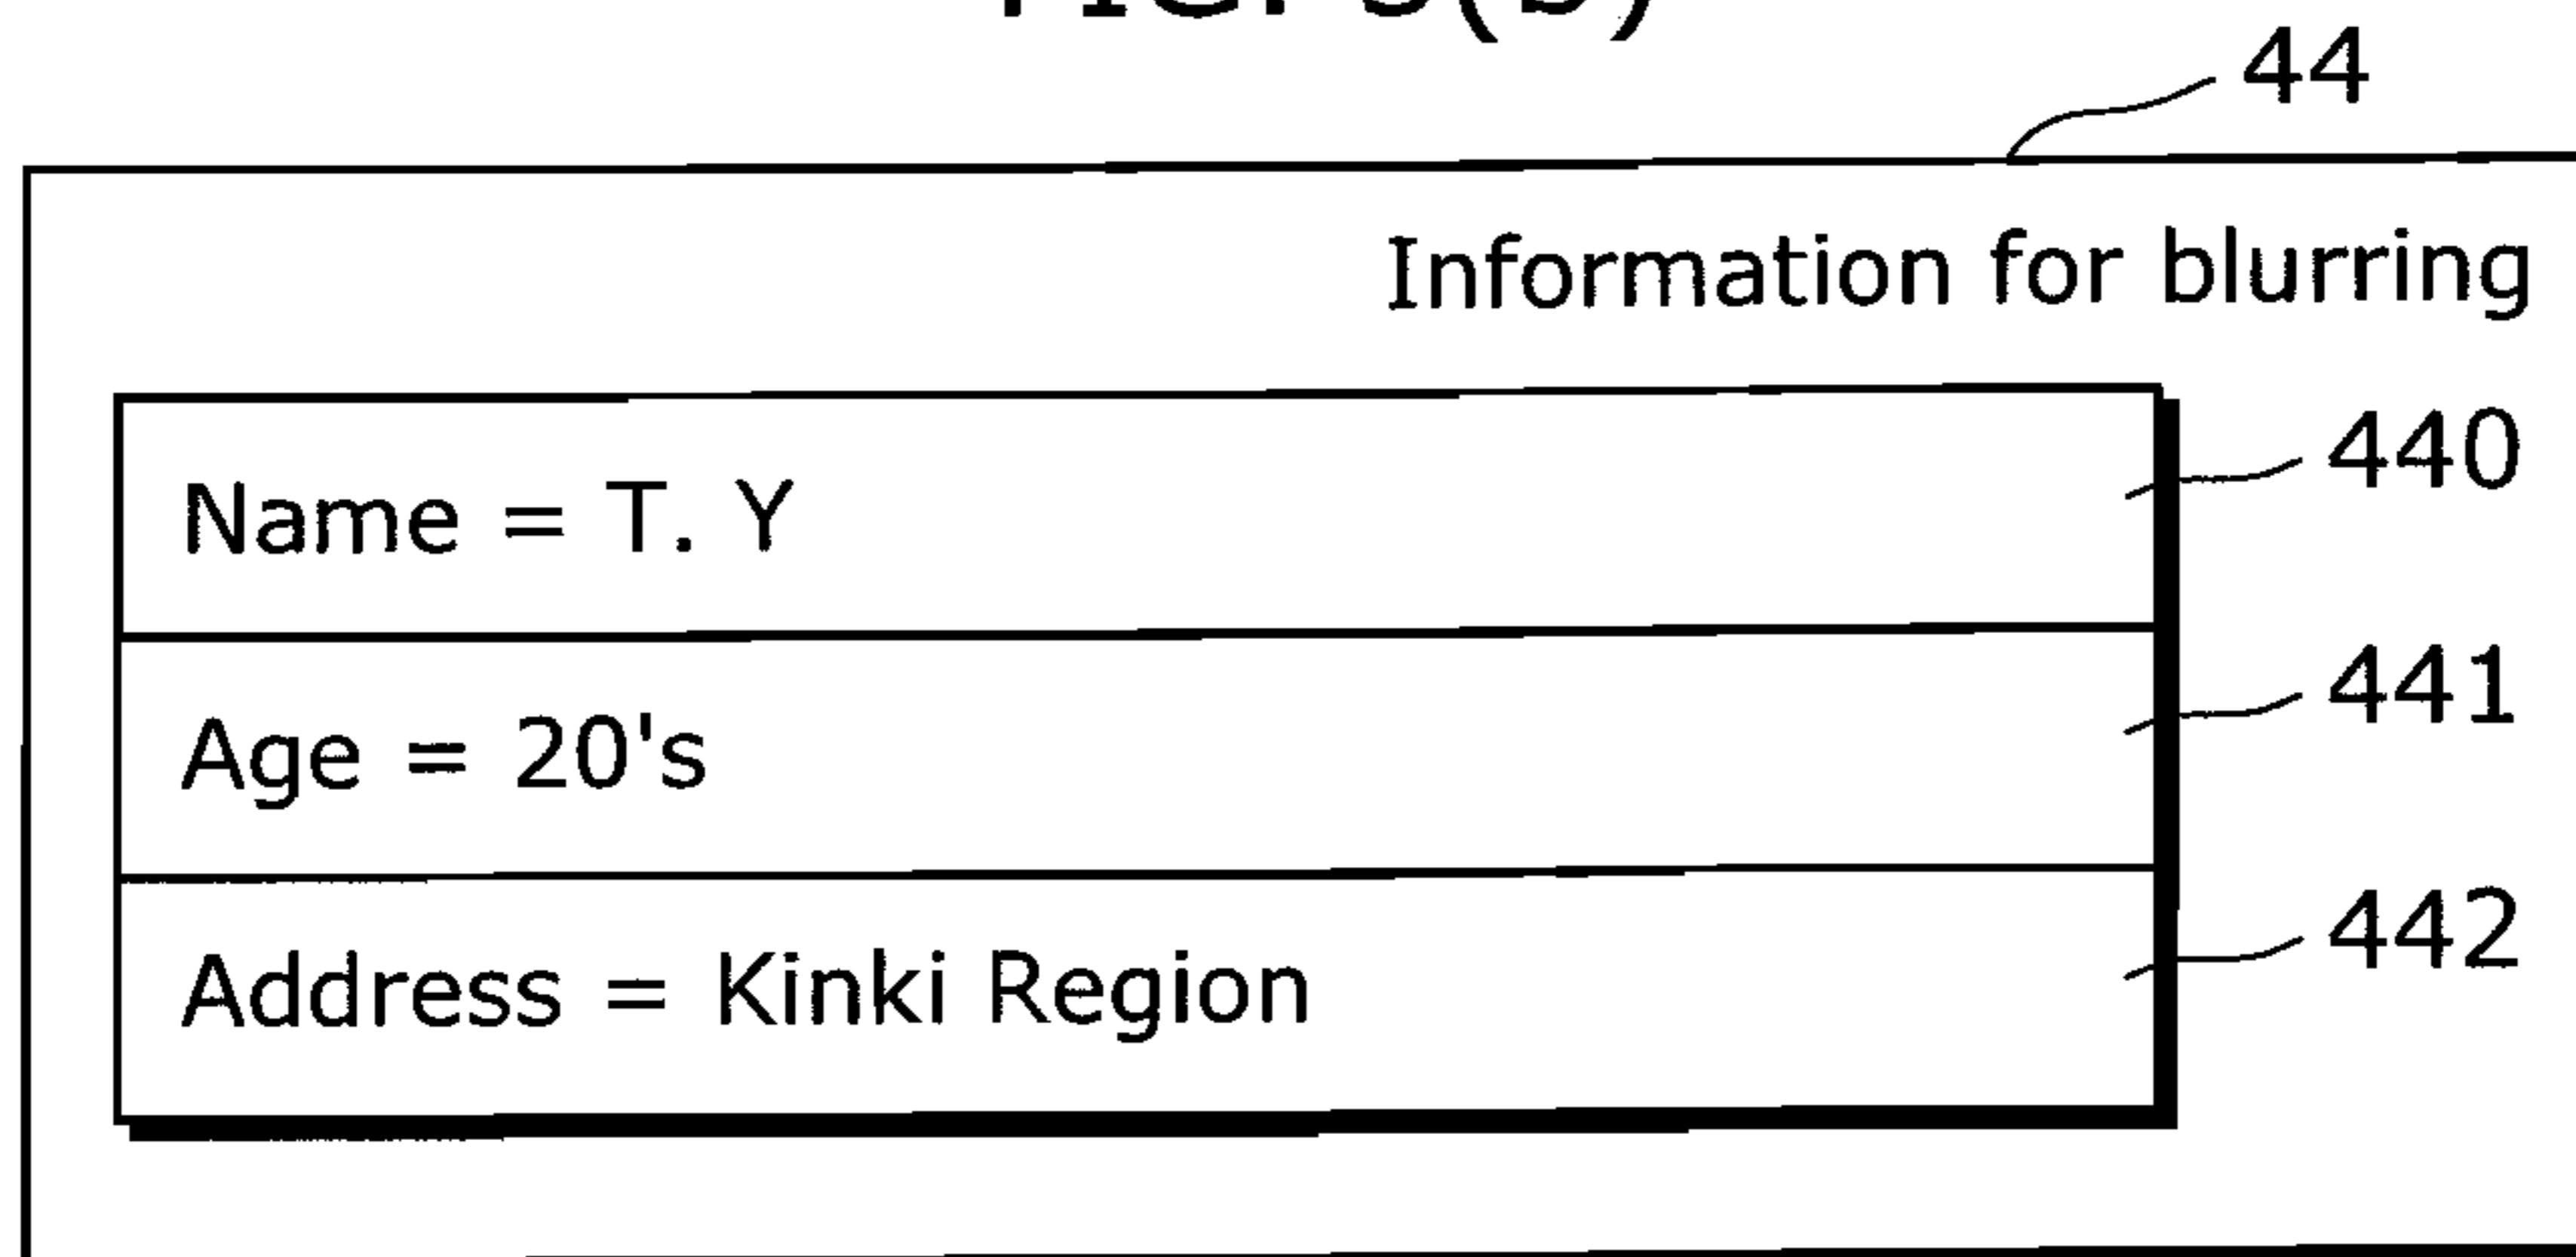 44
Information for blurring
Name = T. Y
440
Age = 20's
441
Address = Kinki Region
442